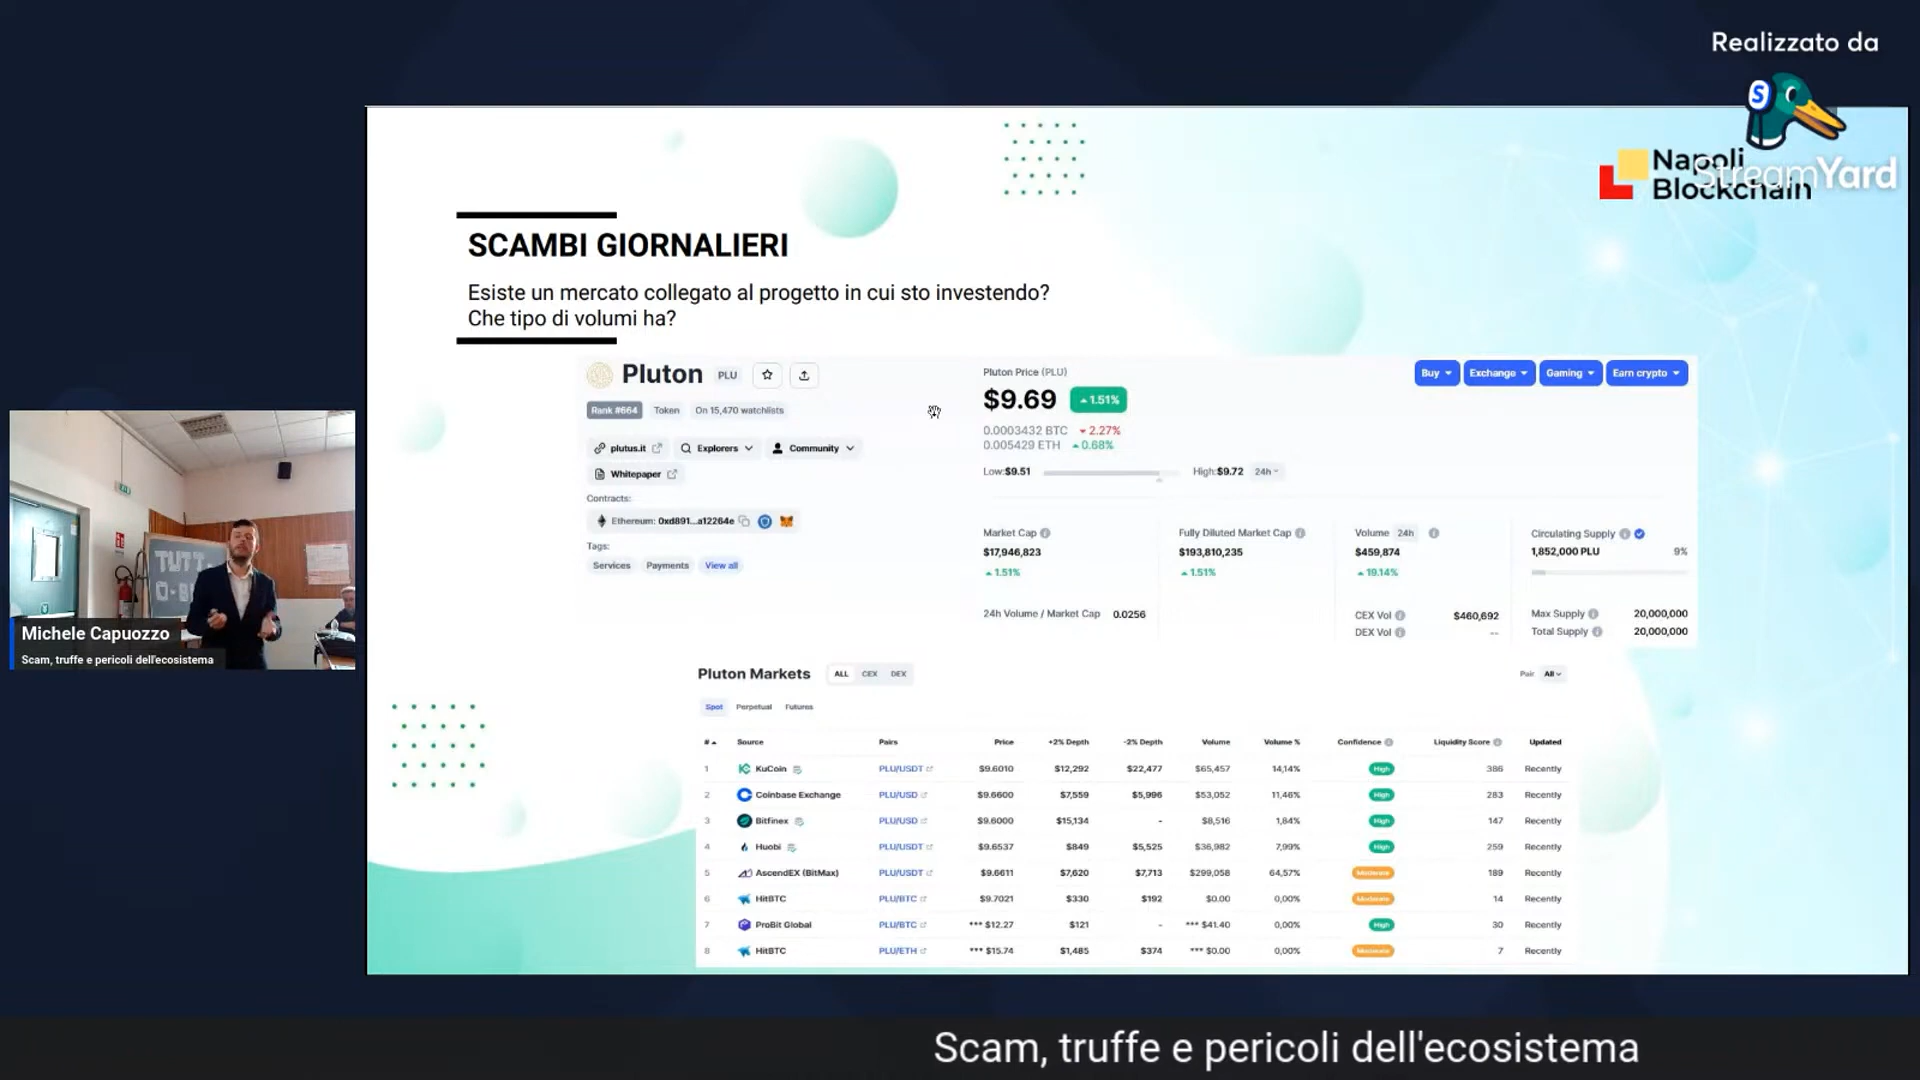 Realizzato da
StreamYard
Napoli
Blockchain
SCAMBI GIORNALIERI
Esiste un mercato collegato al progetto in cui sto investendo?
Che tipo di volumi ha?
Pluton PLU
Rank #664 Token On 15,470 watchlists
plutus.it Explorers Community
Whitepaper
Contracts:
Ethereum: 0xd891...a12264e
Tags:
Services Payments View all
Pluton Price (PLU)
$9.69 1.51%
0.0003432 BTC 2.27%
0.005429 ETH 0.68%
Low:$9.51 High:$9.72 24h
Buy Exchange Gaming Earn crypto
Market Cap
$17,946,823
1.51%
24h Volume / Market Cap 0.0256
Fully Diluted Market Cap
$193,810,235
1.51%
Volume 24h
$459,874
19.14%
CEX Vol $460,692
DEX Vol --
Circulating Supply
1,852,000 PLU 9%
Max Supply 20,000,000
Total Supply 20,000,000
Pluton Markets ALL CEX DEX
Pair All
Spot Perpetual Futures
# Source Pairs Price +2% Depth -2% Depth Volume Volume % Confidence Liquidity Score Updated
1 KuCoin PLU/USDT $9.6010 $12,292 $22,477 $65,457 14,14% High 386 Recently
2 Coinbase Exchange PLU/USD $9.6600 $7,559 $5,996 $53,052 11,46% High 283 Recently
3 Bitfinex PLU/USD $9.6000 $15,134 - $8,516 1,84% High 147 Recently
4 Huobi PLU/USDT $9.6537 $849 $5,525 $36,982 7,99% High 259 Recently
5 AscendEX (BitMax) PLU/USDT $9.6611 $7,620 $7,713 $299,058 64,57% Moderate 189 Recently
6 HitBTC PLU/BTC $9.7021 $330 $192 $0.00 0,00% Moderate 14 Recently
7 ProBit Global PLU/BTC *** $12.27 $121 - *** $41.40 0,00% High 30 Recently
8 HitBTC PLU/ETH *** $15.74 $1,485 $374 *** $0.00 0,00% Moderate 7 Recently
TUTT
0-B
Michele Capuozzo
Scam, truffe e pericoli dell'ecosistema
Scam, truffe e pericoli dell'ecosistema